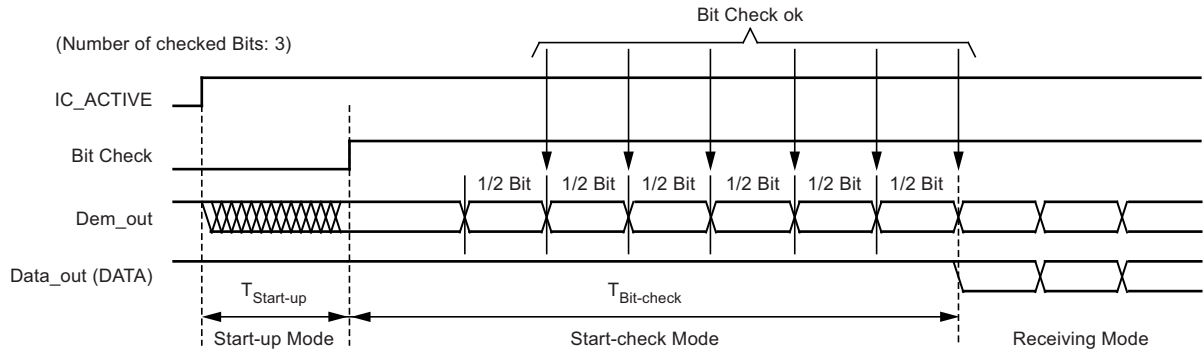 Bit Check ok
(Number of checked Bits: 3)
IC_ACTIVE
Bit Check
1/2 Bit 1/2 Bit 1/2 Bit 1/2 Bit 1/2 Bit 1/2 Bit
Dem_out
Data_out (DATA)
TStart-up TBit-check
Start-up Mode Start-check Mode Receiving Mode